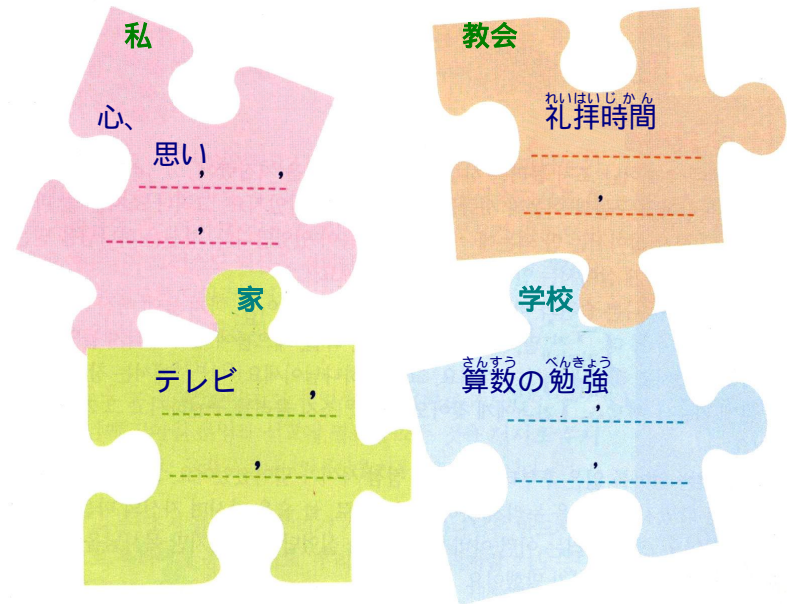 私
心、
思い
, ,
,
教会
れいはいじかん
礼拝時間
,
家
テレビ
,
,
学校
さんすう べんきょう
算数の勉強
,
,